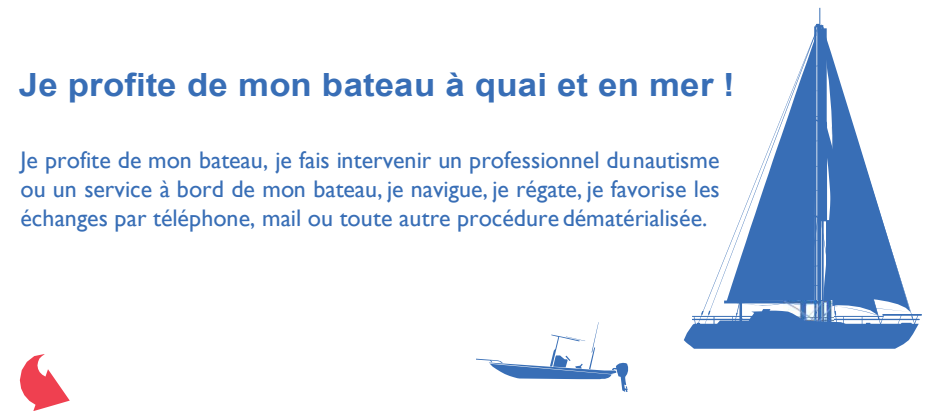 Je profite de mon bateau à quai et en mer !
Je profite de mon bateau, je fais intervenir un professionnel dunautisme
ou un service à bord de mon bateau, je navigue, je régate, je favorise les
échanges par téléphone, mail ou toute autre procédure dématérialisée.